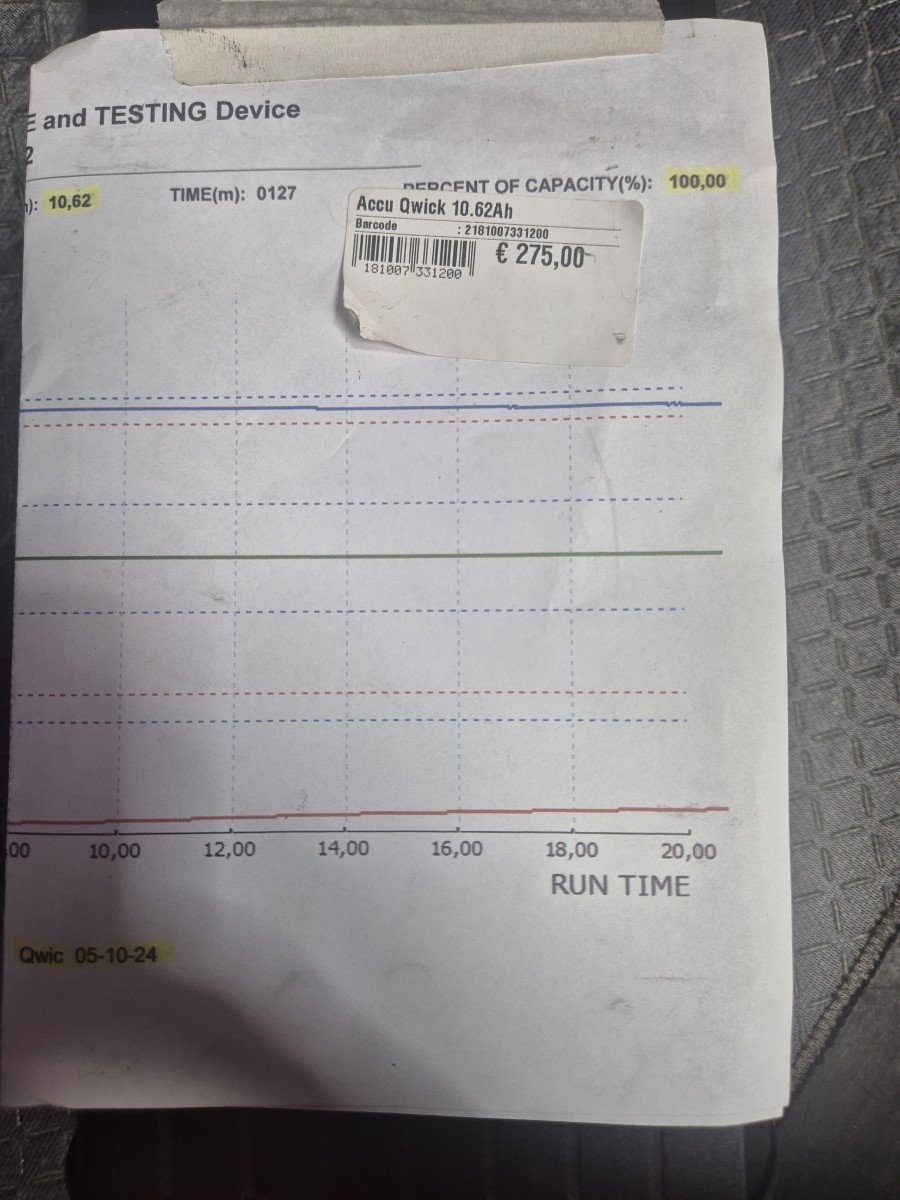 and TESTING Device
2
): 10,62 TIME(m): 0127 PERCENT OF CAPACITY(%): 100,00
Accu Qwick 10.62Ah
Barcode : 2181007331200
€ 275,00
181007 331200
,00 10,00 12,00 14,00 16,00 18,00 20,00
RUN TIME
Qwic 05-10-24